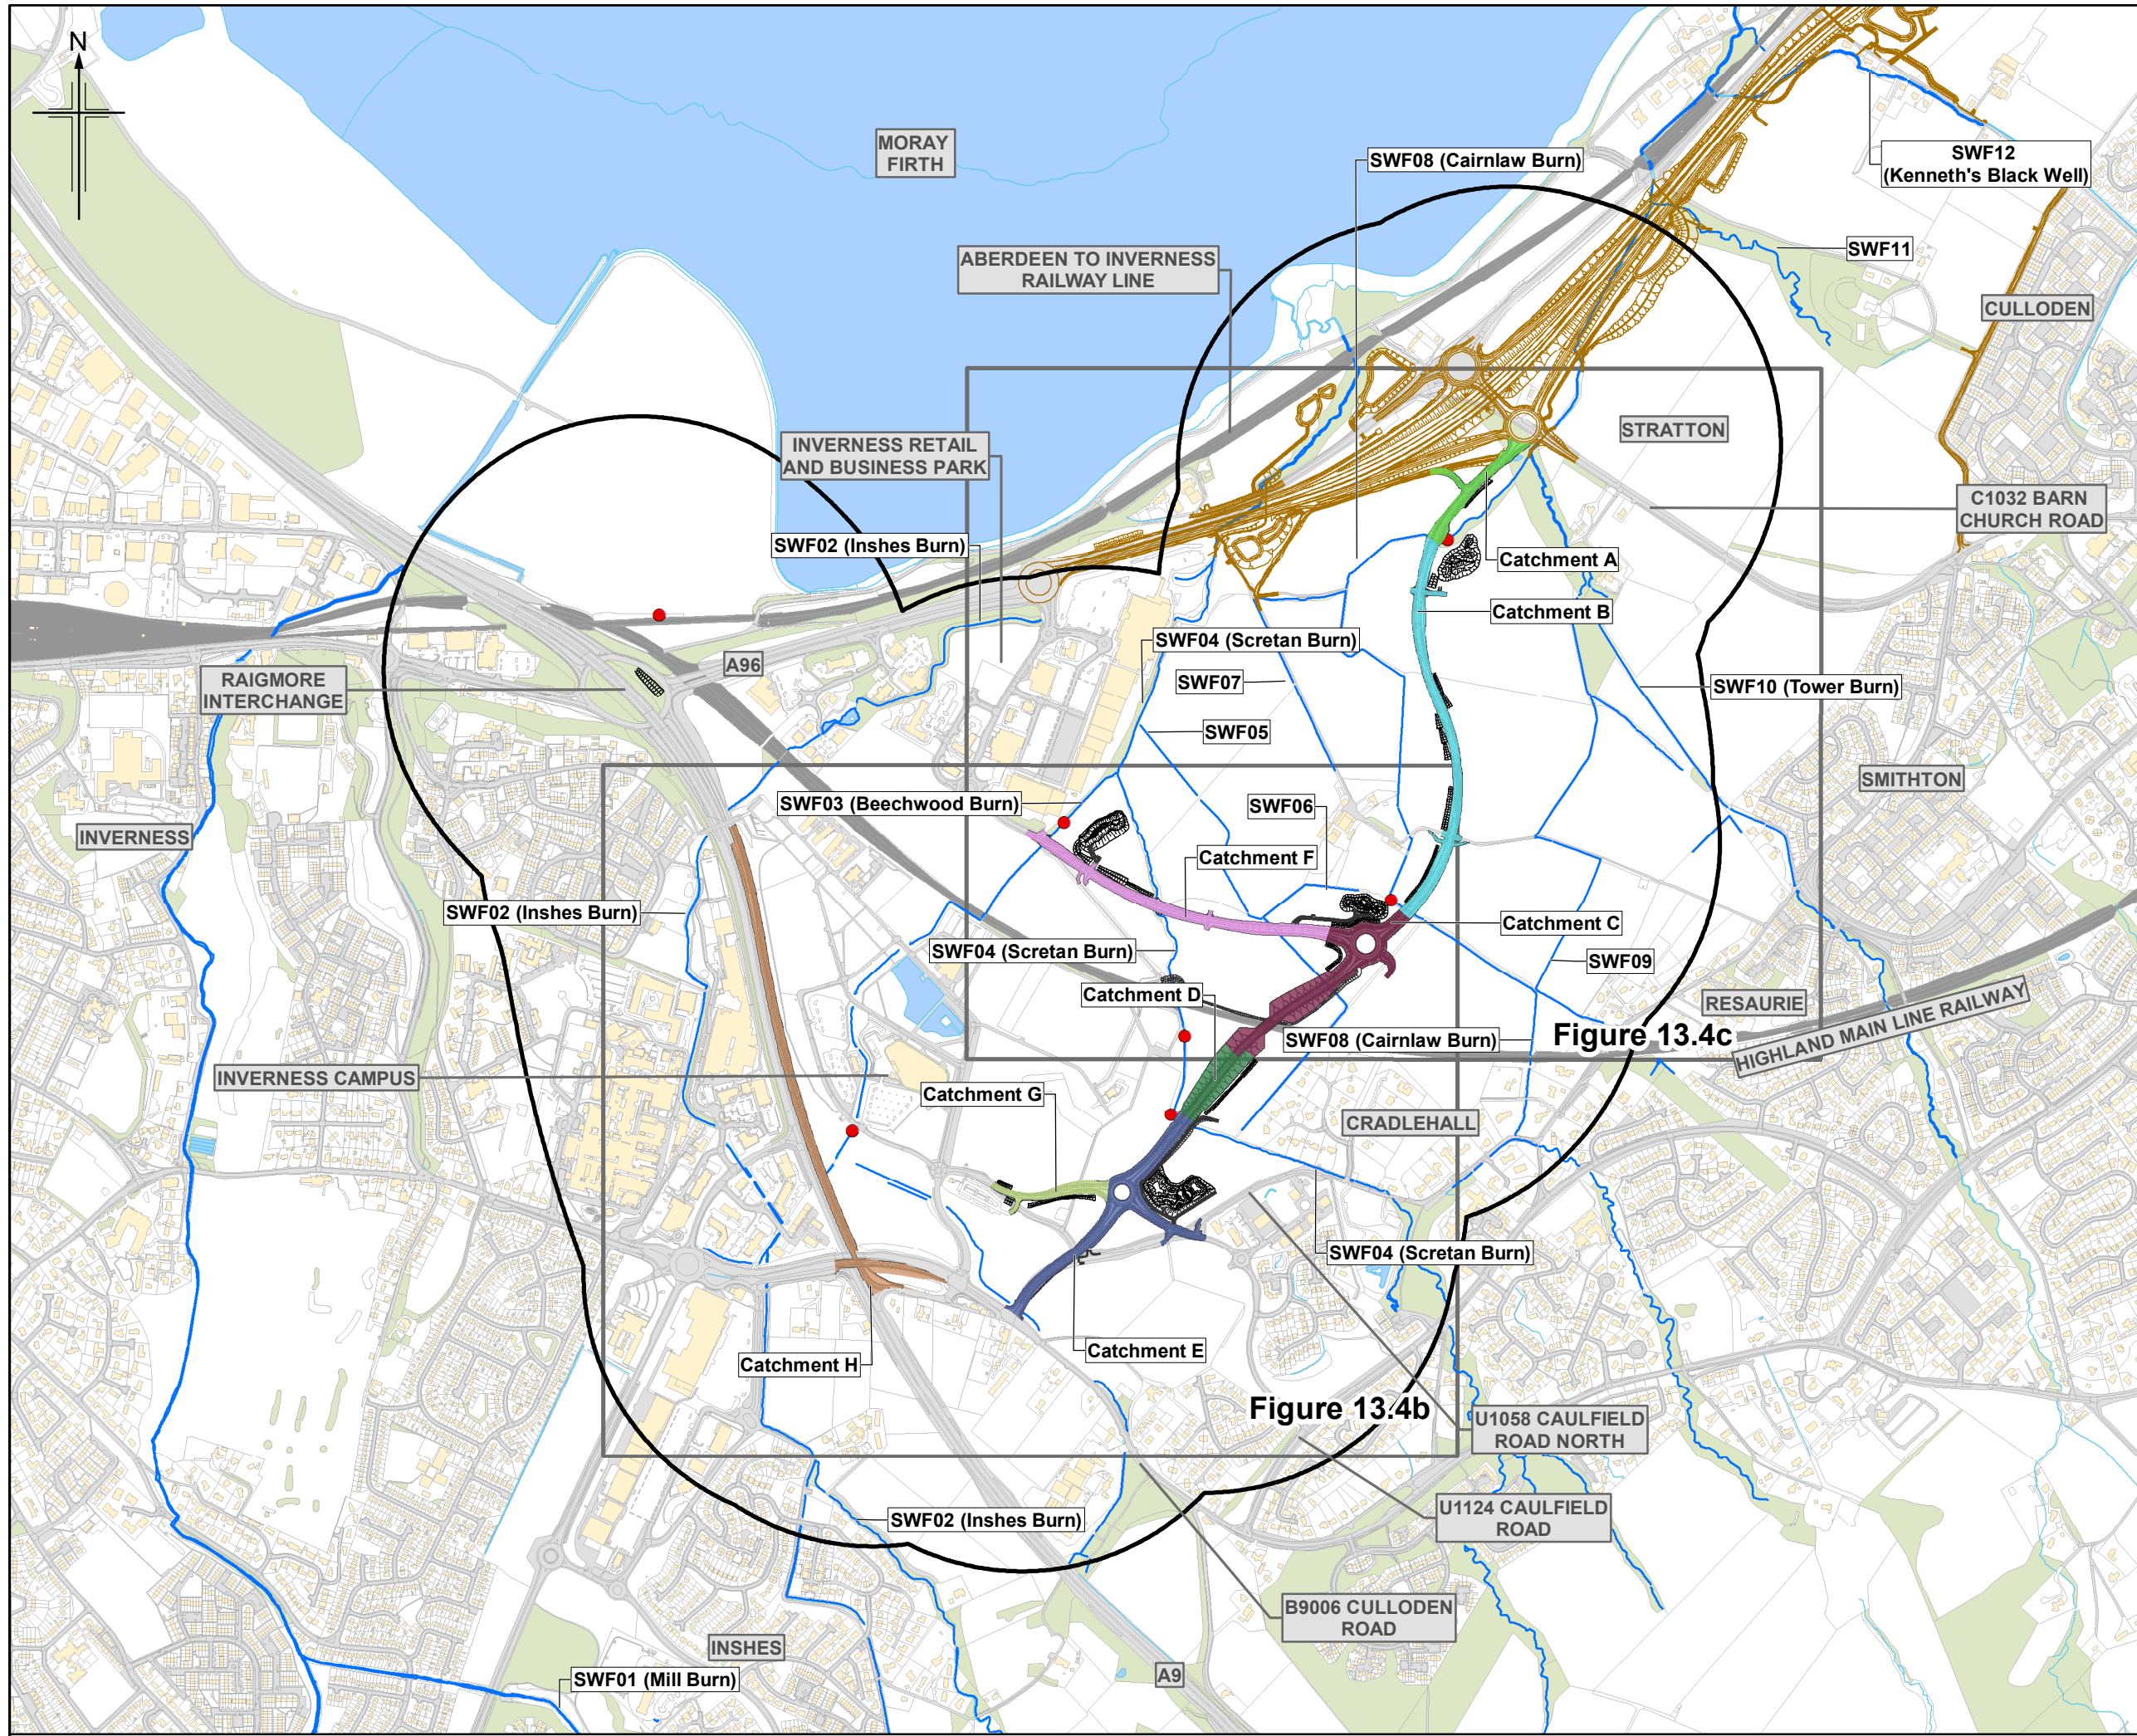 N
MORAY
FIRTH
SWF08 (Cairnlaw Burn)
SWF12
(Kenneth's Black Well)
SWF11
ABERDEEN TO INVERNESS
RAILWAY LINE
CULLODEN
STRATTON
INVERNESS RETAIL
AND BUSINESS PARK
C1032 BARN
CHURCH ROAD
SWF02 (Inshes Burn)
Catchment A
Catchment B
SWF04 (Scretan Burn)
A96
RAIGMORE
INTERCHANGE
SWF07
SWF10 (Tower Burn)
SWF05
SMITHTON
SWF03 (Beechwood Burn)
SWF06
INVERNESS
Catchment F
SWF02 (Inshes Burn)
Catchment C
SWF04 (Scretan Burn)
SWF09
Catchment D
RESAURIE
HIGHLAND MAIN LINE RAILWAY
SWF08 (Cairnlaw Burn)
Figure 13.4c
INVERNESS CAMPUS
Catchment G
CRADLEHALL
SWF04 (Scretan Burn)
Catchment E
Catchment H
Figure 13.4b
U1058 CAULFIELD
ROAD NORTH
U1124 CAULFIELD
ROAD
SWF02 (Inshes Burn)
B9006 CULLODEN
ROAD
INSHES
A9
SWF01 (Mill Burn)